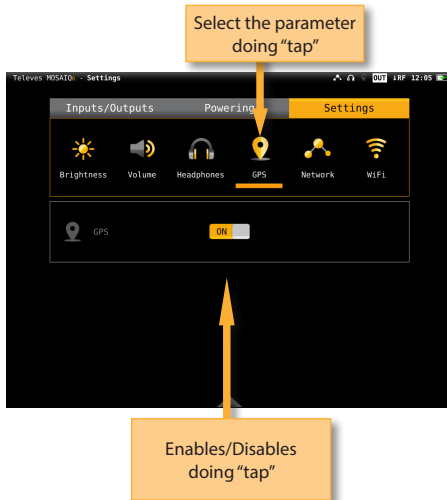 Select the parameter
doing “tap”
Televes MOSAIQ6 - Settings OUT ↓RF 12:05
Inputs/Outputs Powering Settings
Brightness Volume Headphones GPS Network WiFi
GPS ON
Enables/Disables
doing “tap”